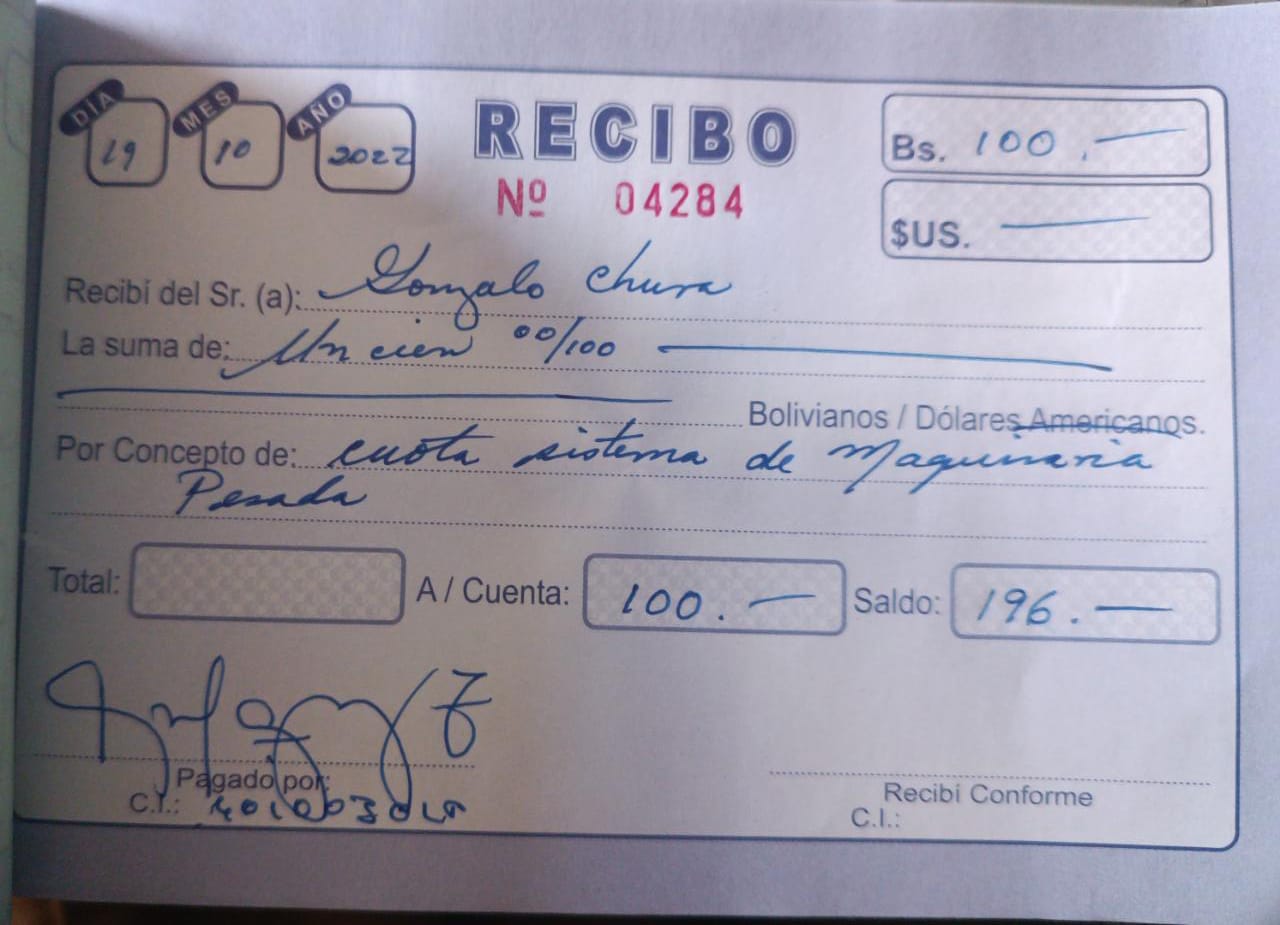 DÍA 19 MES 10 AÑO 2022
RECIBO
Nº 04284
Bs. 100.—
$US. —
Recibí del Sr. (a): Gonzalo Chura
La suma de: Un cien 00/100
Bolivianos / Dólares Americanos.
Por Concepto de: cuota sistema de Maquinaria
Pesada
Total: A / Cuenta: 100.— Saldo: 196.—
Pagado por:
C.I.:
Recibí Conforme
C.I.: